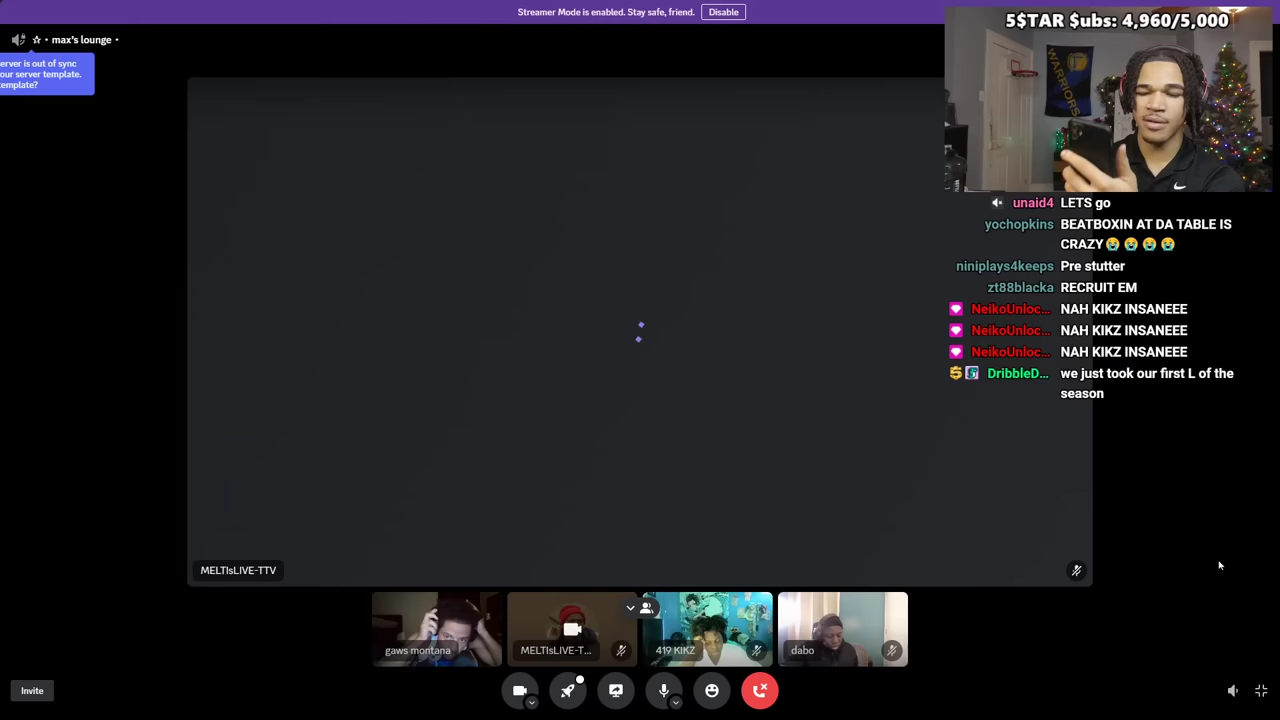 Streamer Mode is enabled. Stay safe, friend. Disable
5$TAR $ubs: 4,960/5,000
☆ • max's lounge •
erver is out of sync
our server template.
emplate?
WARRIORS
unaid4 LETS go
yochopkins BEATBOXIN AT DA TABLE IS
CRAZY 😭 😭 😭 😭
niniplays4keeps Pre stutter
zt88blacka RECRUIT EM
NeikoUnloc... NAH KIKZ INSANEEE
NeikoUnloc... NAH KIKZ INSANEEE
NeikoUnloc... NAH KIKZ INSANEEE
DribbleD... we just took our first L of the
season
MELTIsLIVE-TTV
gaws montana
MELTIsLIVE-T...
419 KIKZ
dabo
Invite